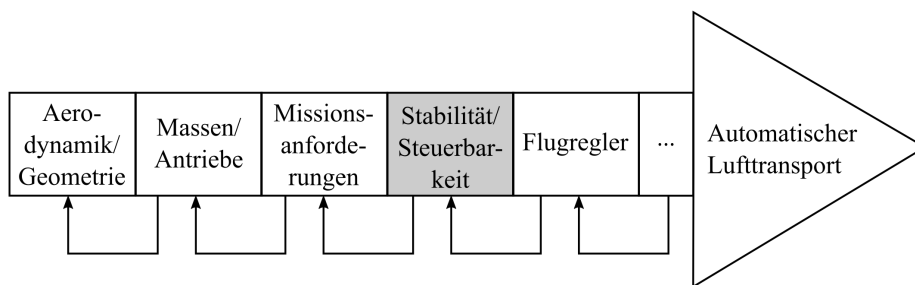 Aero-
dynamik/
Geometrie
Massen/
Antriebe
Missions-
anforde-
rungen
Stabilität/
Steuerbar-
keit
Flugregler
...
Automatischer
Lufttransport